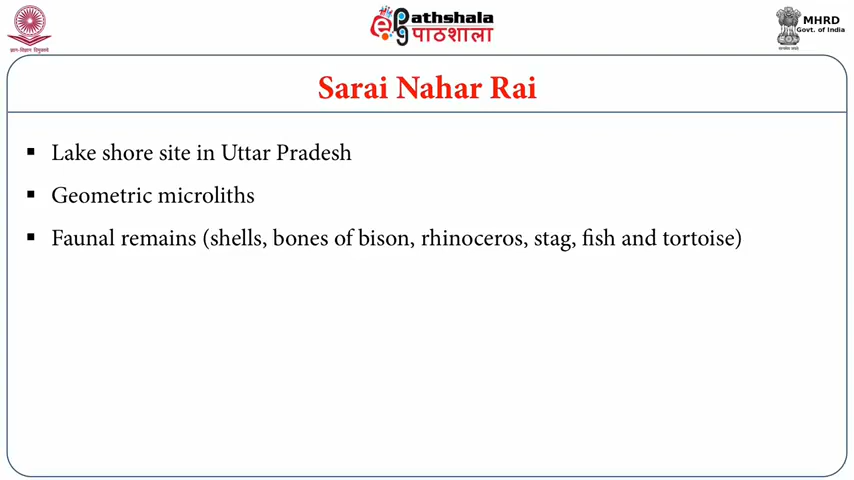 ePathshala
पाठशाला
MHRD
Govt. of India
Sarai Nahar Rai
▪ Lake shore site in Uttar Pradesh
▪ Geometric microliths
▪ Faunal remains (shells, bones of bison, rhinoceros, stag, fish and tortoise)